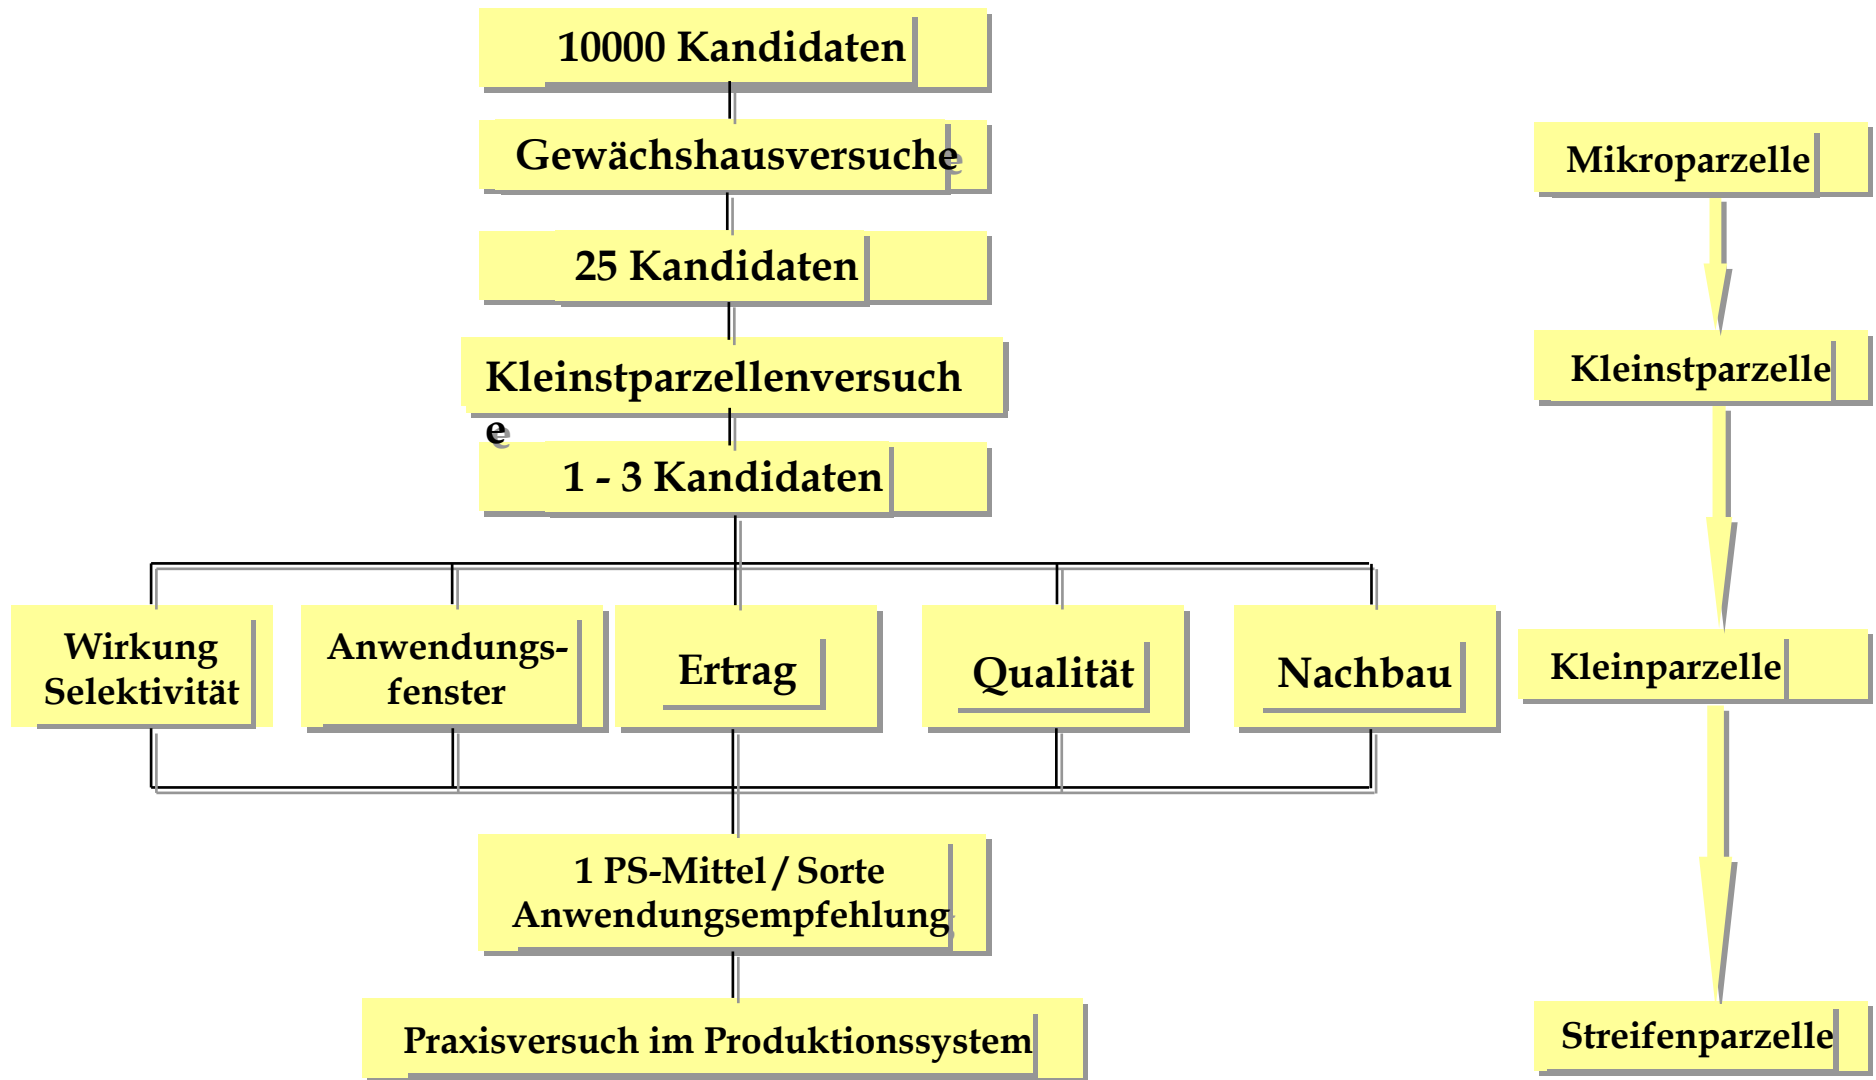 10000 Kandidaten
Gewächshausversuche
25 Kandidaten
Kleinstparzellenversuch
e
1 - 3 Kandidaten
Wirkung
Selektivität
Anwendungs-
fenster
Ertrag
Qualität
Nachbau
1 PS-Mittel / Sorte
Anwendungsempfehlung
Praxisversuch im Produktionssystem
Mikroparzelle
Kleinstparzelle
Kleinparzelle
Streifenparzelle